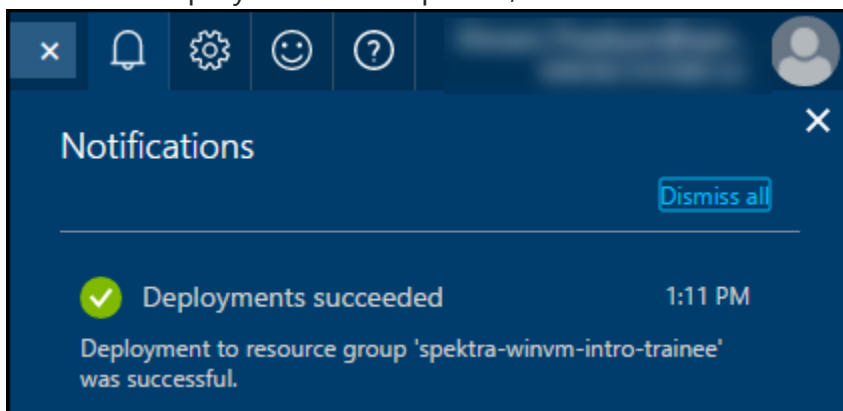 Notifications
Dismiss all
Deployments succeeded 1:11 PM
Deployment to resource group 'spektra-winvm-intro-trainee'
was successful.